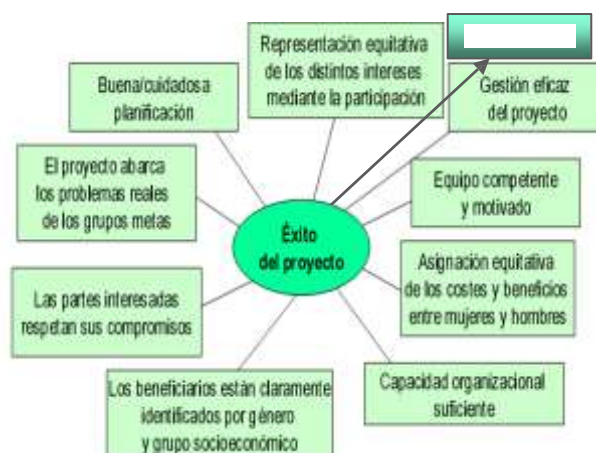 Representación equitativa
de los distintos intereses
mediante la participación
Buena/cuidadosa
planificación
Gestión eficaz
del proyecto
El proyecto abarca
los problemas reales
de los grupos metas
Equipo competente
y motivado
Éxito
del proyecto
Asignación equitativa
de los costes y beneficios
entre mujeres y hombres
Las partes interesadas
respetan sus compromisos
Los beneficiarios están claramente
identificados por género
y grupo socioeconómico
Capacidad organizacional
suficiente